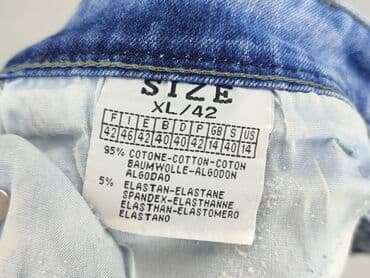 SIZE
XL/42
F I E B D P GB S US
42 46 42 40 40 42 14 40 14
95% COTONE-COTTON-COTON
BAUMWOLLE-ALGODON
ALGODAO
5% ELASTAN-ELASTANE
SPANDEX-ELASTHANNE
ELASTHAN-ELASTOMERO
ELASTANO